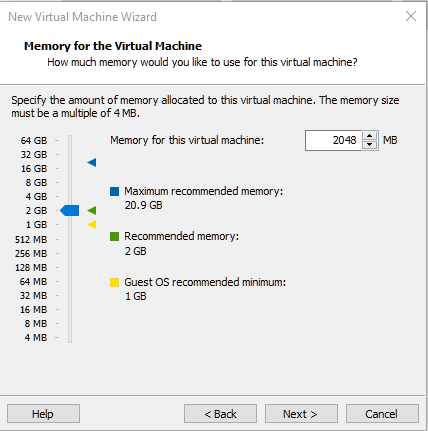 New Virtual Machine Wizard
Memory for the Virtual Machine
How much memory would you like to use for this virtual machine?
Specify the amount of memory allocated to this virtual machine. The memory size
must be a multiple of 4 MB.
64 GB
32 GB
16 GB
8 GB
4 GB
2 GB
1 GB
512 MB
256 MB
128 MB
64 MB
32 MB
16 MB
8 MB
4 MB
Memory for this virtual machine: 2048 MB
Maximum recommended memory:
20.9 GB
Recommended memory:
2 GB
Guest OS recommended minimum:
1 GB
Help < Back Next > Cancel